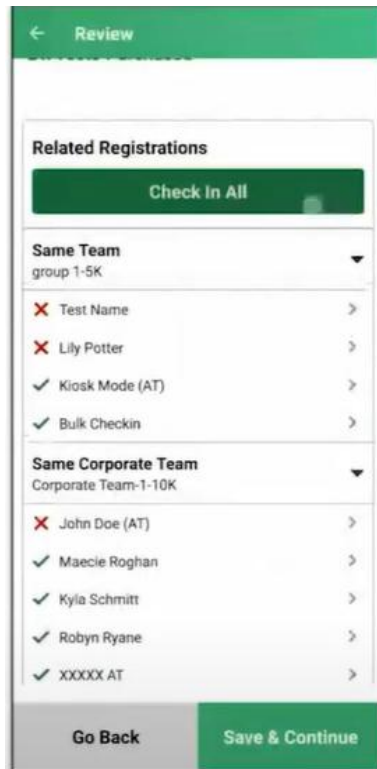 Review
Related Registrations
Check In All
Same Team
group 1-5K
Test Name
Lily Potter
Kiosk Mode (AT)
Bulk Checkin
Same Corporate Team
Corporate Team-1-10K
John Doe (AT)
Maecie Roghan
Kyla Schmitt
Robyn Ryane
XXXXX AT
Go Back
Save & Continue